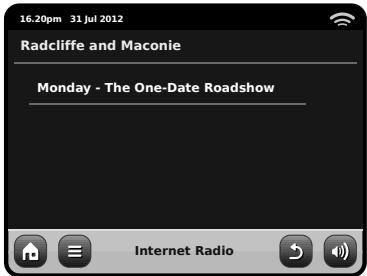 16.20pm 31 Jul 2012
Radcliffe and Maconie
Monday - The One-Date Roadshow
Internet Radio